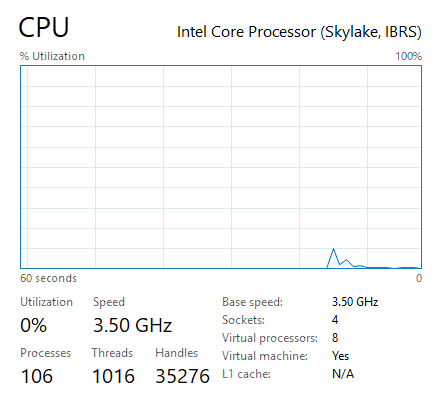 CPU
Intel Core Processor (Skylake, IBRS)
% Utilization 100%
60 seconds 0
Utilization Speed
0% 3.50 GHz
Processes Threads Handles
106 1016 35276
Base speed: 3.50 GHz
Sockets: 4
Virtual processors: 8
Virtual machine: Yes
L1 cache: N/A